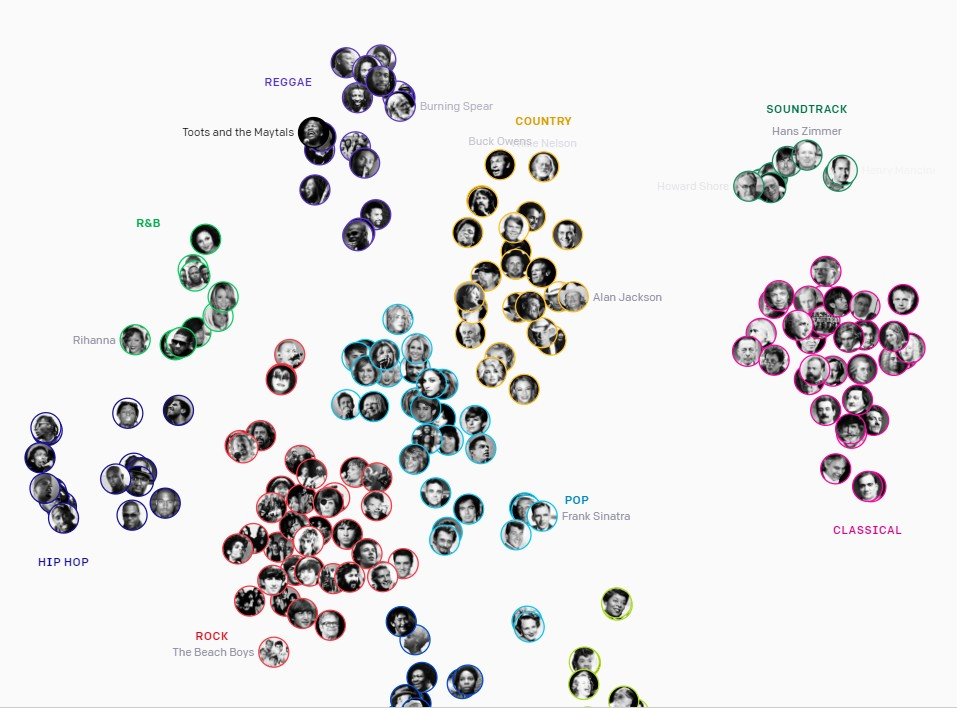 REGGAE
Burning Spear
SOUNDTRACK
COUNTRY
Toots and the Maytals
Hans Zimmer
Buck Owens
Nelson
Howard Shore
R&B
Alan Jackson
Rihanna
POP
Frank Sinatra
CLASSICAL
HIP HOP
ROCK
The Beach Boys